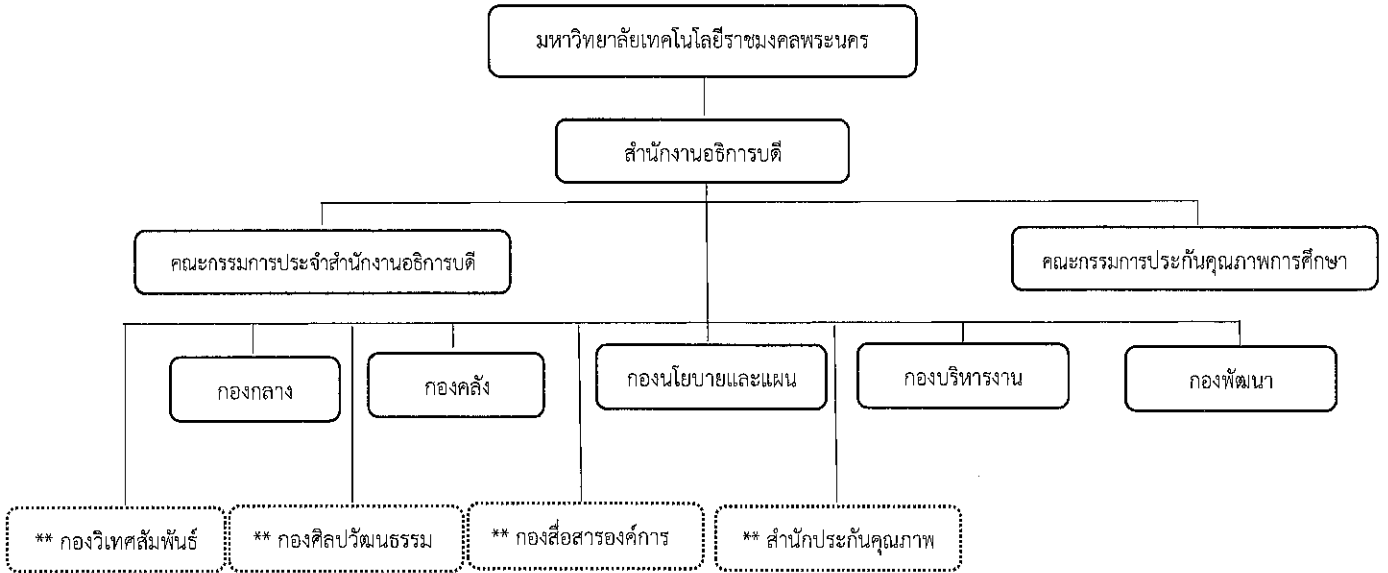 มหาวิทยาลัยเทคโนโลยีราชมงคลพระนคร
สำนักงานอธิการบดี
คณะกรรมการประจำสำนักงานอธิการบดี
คณะกรรมการประกันคุณภาพการศึกษา
กองกลาง
กองคลัง
กองนโยบายและแผน
กองบริหารงาน
กองพัฒนา
** กองวิเทศสัมพันธ์
** กองศิลปวัฒนธรรม
** กองสื่อสารองค์การ
** สำนักประกันคุณภาพ